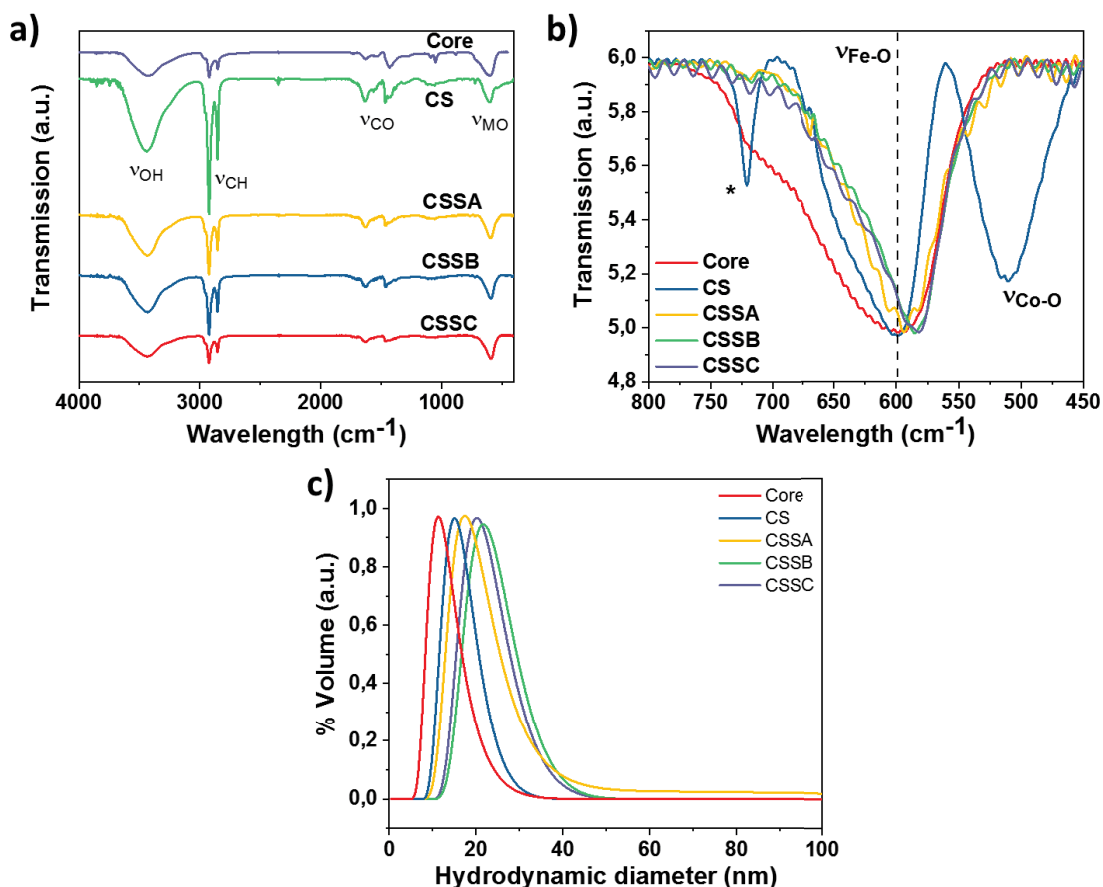 a)
Core
CS
νOH
νCH
νCO
νMO
CSSA
CSSB
CSSC
Transmission (a.u.)
4000 3000 2000 1000
Wavelength (cm-1)
b)
6,0
5,8
5,6
5,4
5,2
5,0
4,8
νFe-O
*
νCo-O
Core
CS
CSSA
CSSB
CSSC
Transmission (a.u.)
800 750 700 650 600 550 500 450
Wavelength (cm-1)
c)
1,0
0,8
0,6
0,4
0,2
0,0
Core
CS
CSSA
CSSB
CSSC
% Volume (a.u.)
0 20 40 60 80 100
Hydrodynamic diameter (nm)